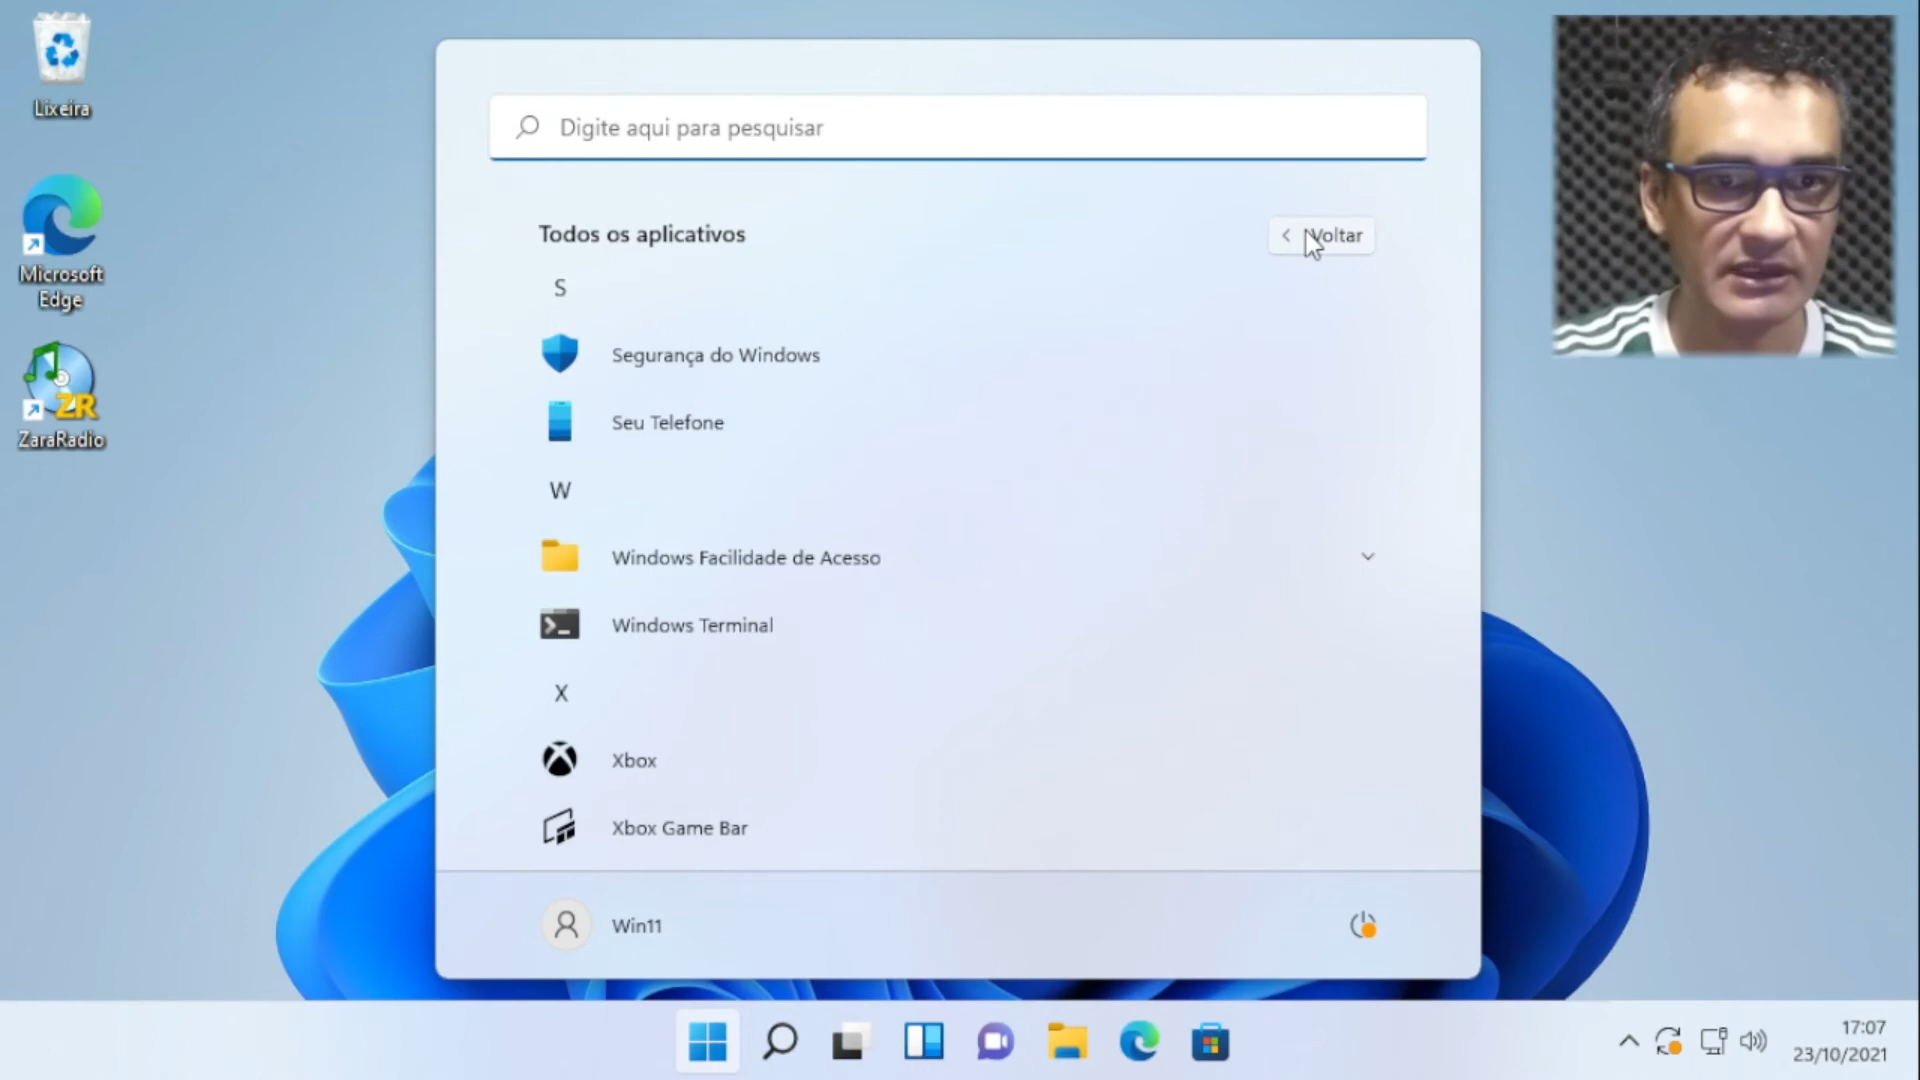 Lixeira
Microsoft
Edge
ZR
ZaraRadio
Digite aqui para pesquisar
Todos os aplicativos
Voltar
S
Segurança do Windows
Seu Telefone
W
Windows Facilidade de Acesso
Windows Terminal
X
Xbox
Xbox Game Bar
Win11
17:07
23/10/2021